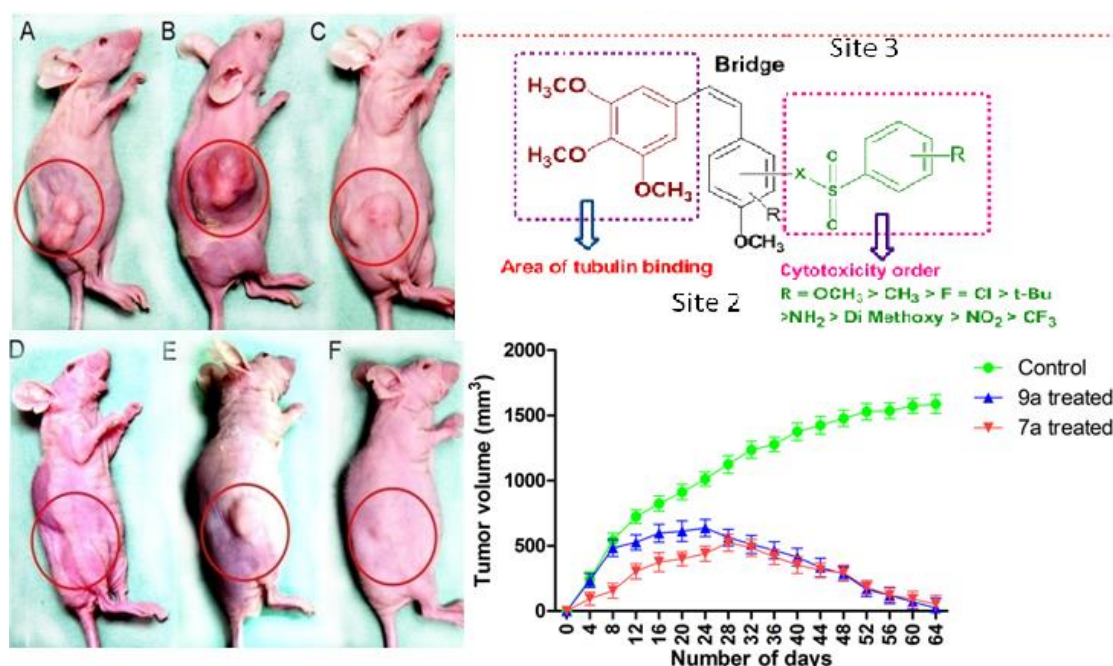 A
B
C
D
E
F
Site 3
Bridge
H₃CO
H₃CO
OCH₃
R
OCH₃
X
O
S
O
R
Area of tubulin binding
Site 2
Cytotoxicity order
R = OCH₃ > CH₃ > F = Cl > t-Bu
>NH₂ > Di Methoxy > NO₂ > CF₃
2000
1500
1000
500
0
Tumor volume (mm³)
0 4 8 12 16 20 24 28 32 36 40 44 48 52 56 60 64
Number of days
Control
9a treated
7a treated